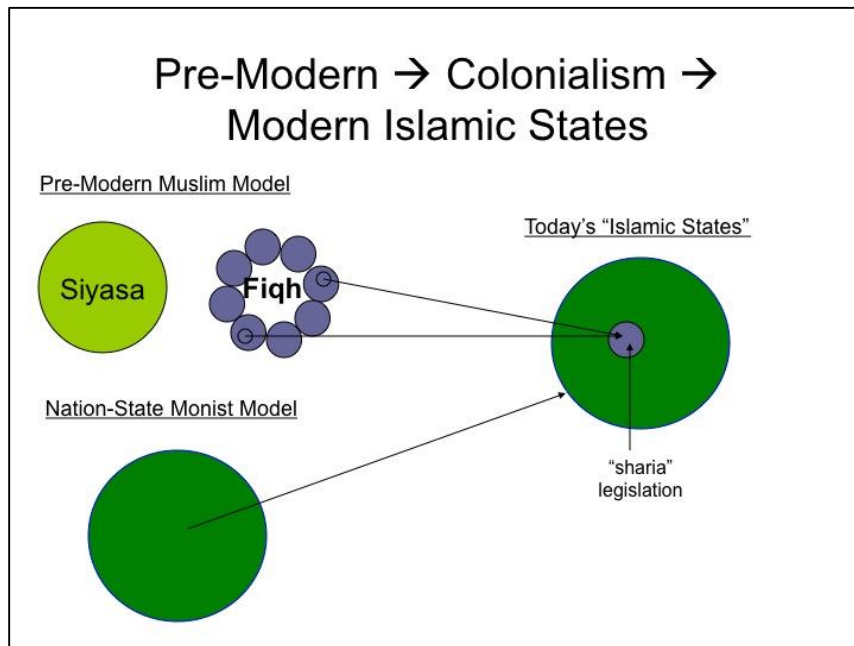 Pre-Modern → Colonialism →
Modern Islamic States
Pre-Modern Muslim Model
Today's "Islamic States"
Siyasa
Fiqh
Nation-State Monist Model
"sharia"
legislation